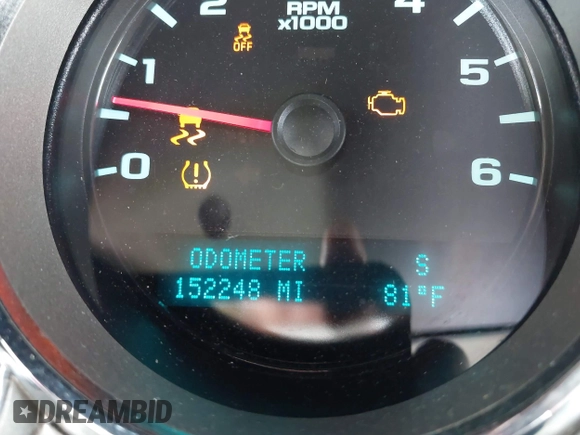 2 RPM 4
x1000
OFF
1 5
0 6
ODOMETER S
152248 MI 81°F
DREAMBID